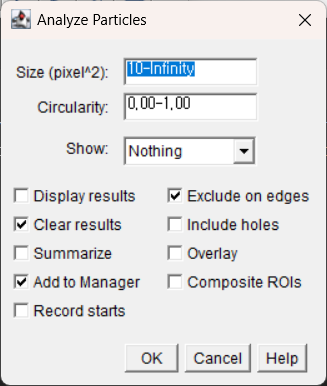 Analyze Particles
Size (pixel^2): 10-Infinity
Circularity: 0,00-1,00
Show: Nothing
Display results Exclude on edges
Clear results Include holes
Summarize Overlay
Add to Manager Composite ROIs
Record starts
OK Cancel Help